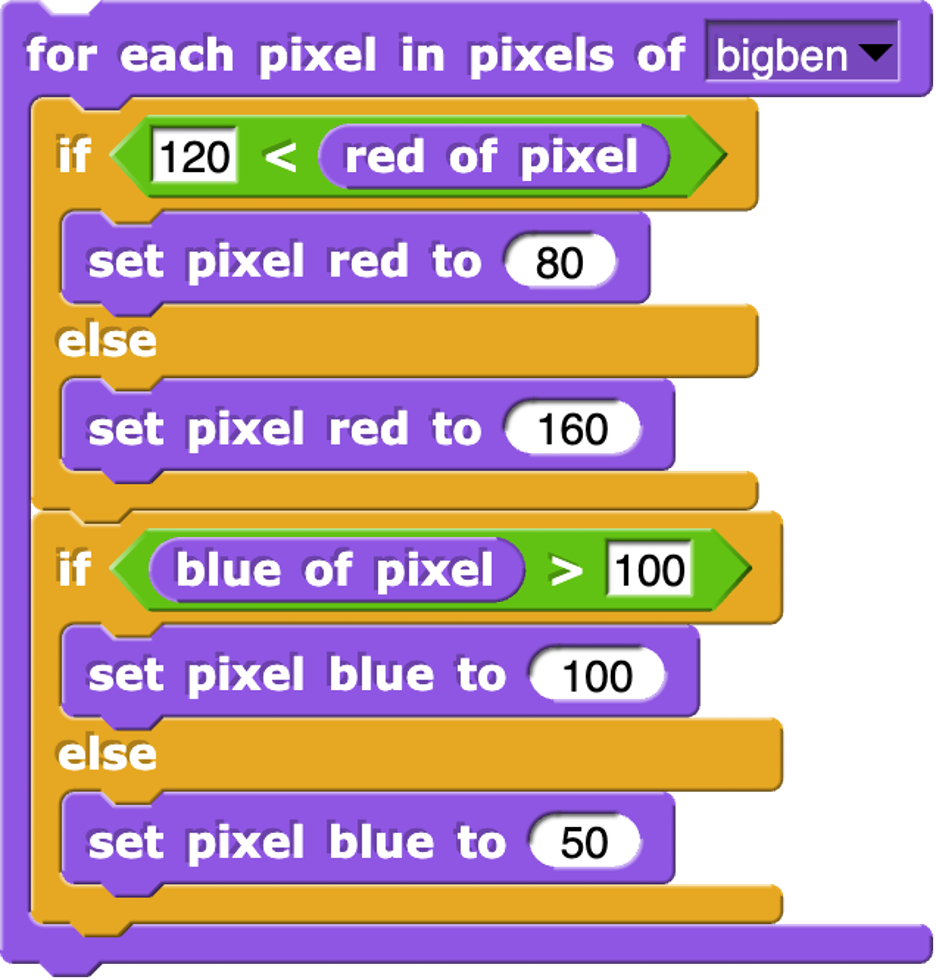 for each pixel in pixels of bigben
if 120 < red of pixel
set pixel red to 80
else
set pixel red to 160
if blue of pixel > 100
set pixel blue to 100
else
set pixel blue to 50